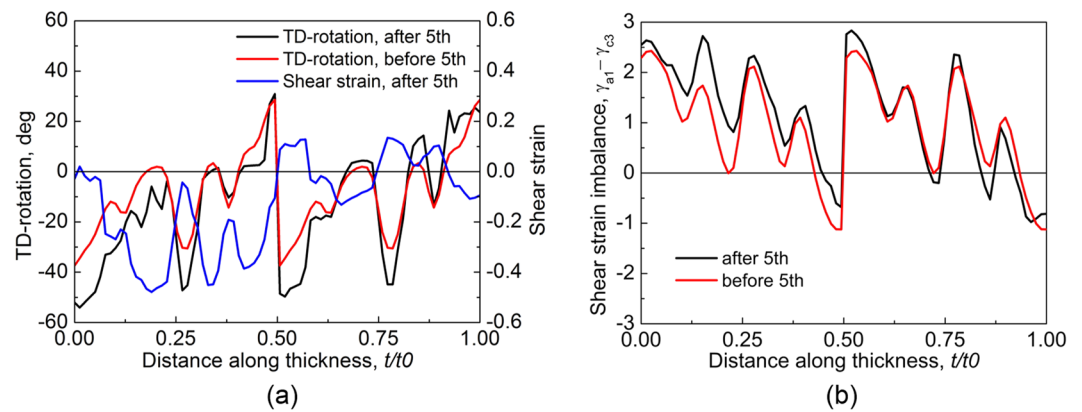 60
40
20
0
-20
-40
-60
TD-rotation, deg
TD-rotation, after 5th
TD-rotation, before 5th
Shear strain, after 5th
0.6
0.4
0.2
0.0
-0.2
-0.4
-0.6
Shear strain
0.00 0.25 0.50 0.75 1.00
Distance along thickness, t/t0
(a)
3
2
1
0
-1
-2
-3
Shear strain imbalance, γa1− γc3
after 5th
before 5th
0.00 0.25 0.50 0.75 1.00
Distance along thickness, t/t0
(b)